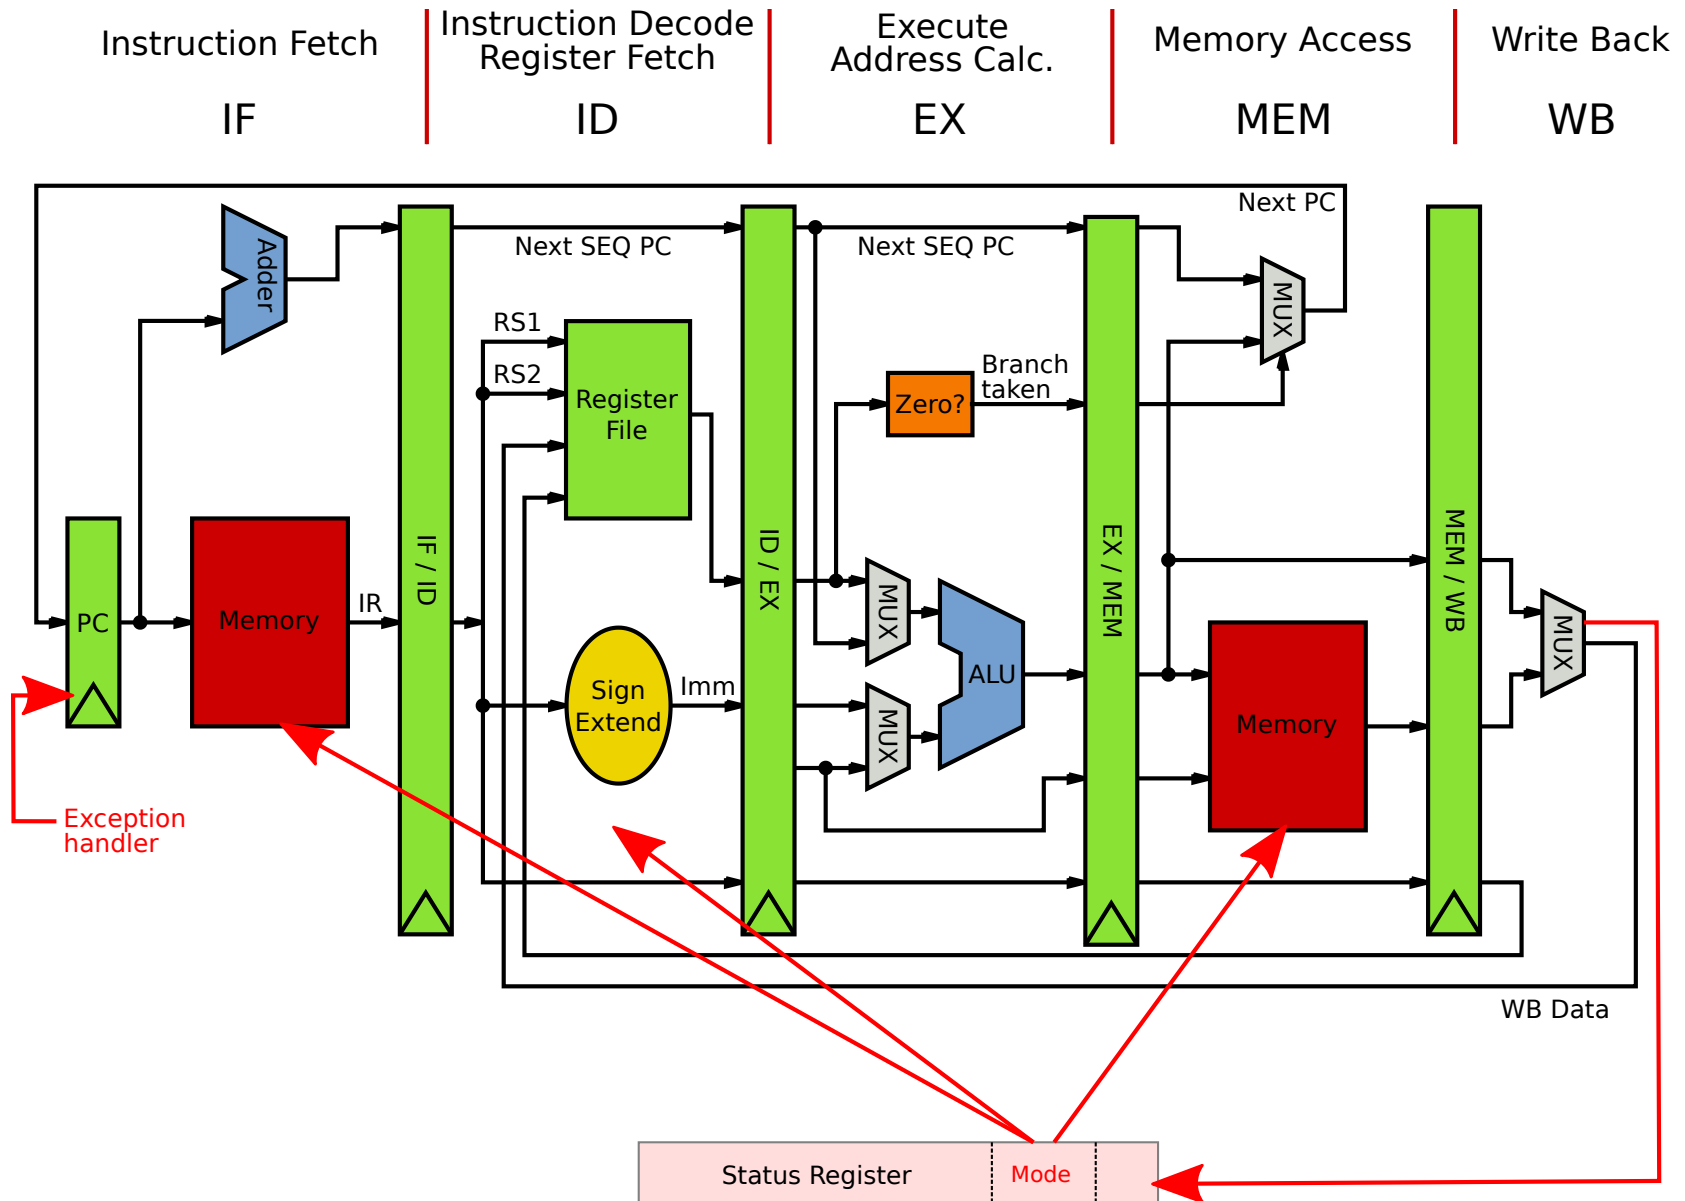 Instruction Fetch
Instruction Decode
Register Fetch
Execute
Address Calc.
Memory Access
Write Back
IF
ID
EX
MEM
WB
Next PC
Adder
Next SEQ PC
Next SEQ PC
MUX
RS1
RS2
Register
File
Branch
taken
Zero?
IF / ID
ID / EX
EX / MEM
MEM / WB
PC
Memory
IR
MUX
MUX
Sign
Extend
Imm
ALU
MUX
Memory
MUX
Exception
handler
WB Data
Status Register
Mode